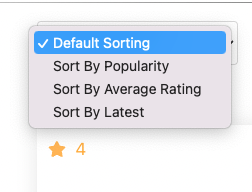 Default Sorting
Sort By Popularity
Sort By Average Rating
Sort By Latest
4